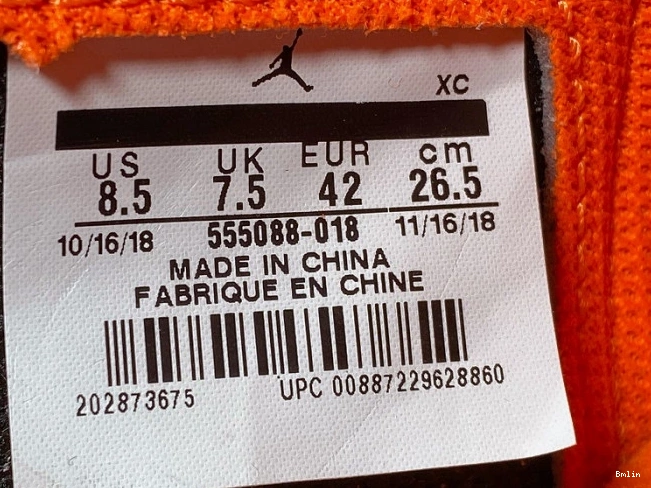 XC
US UK EUR cm
8.5 7.5 42 26.5
10/16/18 555088-018 11/16/18
MADE IN CHINA
FABRIQUE EN CHINE
202873675 UPC 00887229628860
Bmlin